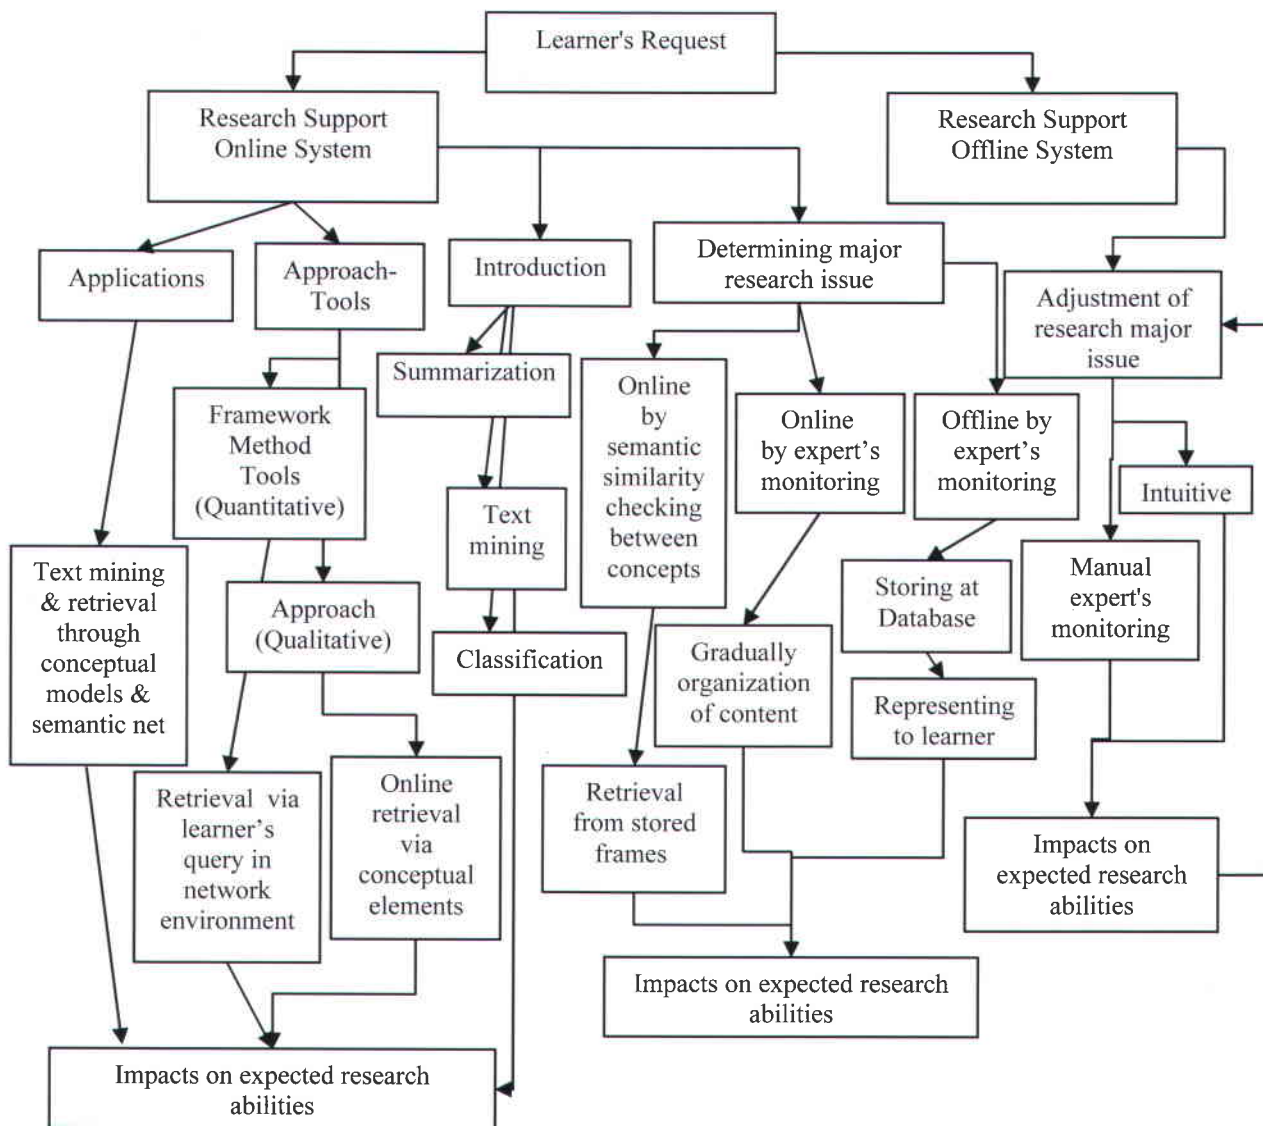 Learner's Request
Research Support
Online System
Research Support
Offline System
Applications
Approach-
Tools
Introduction
Determining major
research issue
Adjustment of
research major
issue
Summarization
Framework
Method
Tools
(Quantitative)
Online
by
semantic
similarity
checking
between
concepts
Online
by expert's
monitoring
Offline by
expert's
monitoring
Intuitive
Text
mining
Text mining
& retrieval
through
conceptual
models &
semantic net
Approach
(Qualitative)
Classification
Gradually
organization
of content
Storing at
Database
Manual
expert's
monitoring
Representing
to learner
Retrieval via
learner’s
query in
network
environment
Online
retrieval
via
conceptual
elements
Retrieval
from stored
frames
Impacts on
expected research
abilities
Impacts on expected research
abilities
Impacts on expected research
abilities